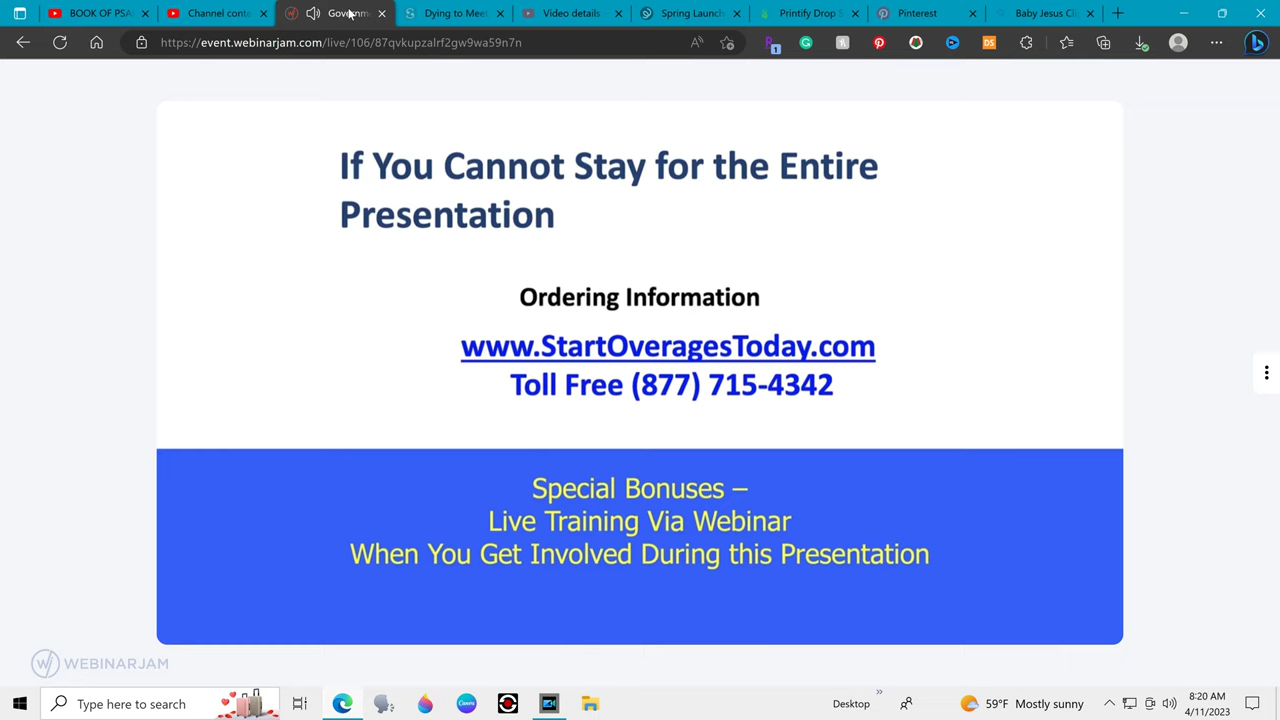 BOOK OF PSA
Channel conte
Governme
Dying to Meet
Video details
Spring Launch
Printify Drop S
Pinterest
Baby Jesus Cli
https://event.webinarjam.com/live/106/87qvkupzalrf2gw9wa59n7n
If You Cannot Stay for the Entire
Presentation
Ordering Information
www.StartOveragesToday.com
Toll Free (877) 715-4342
Special Bonuses –
Live Training Via Webinar
When You Get Involved During this Presentation
WEBINARJAM
Type here to search
Desktop
59°F Mostly sunny
8:20 AM
4/11/2023